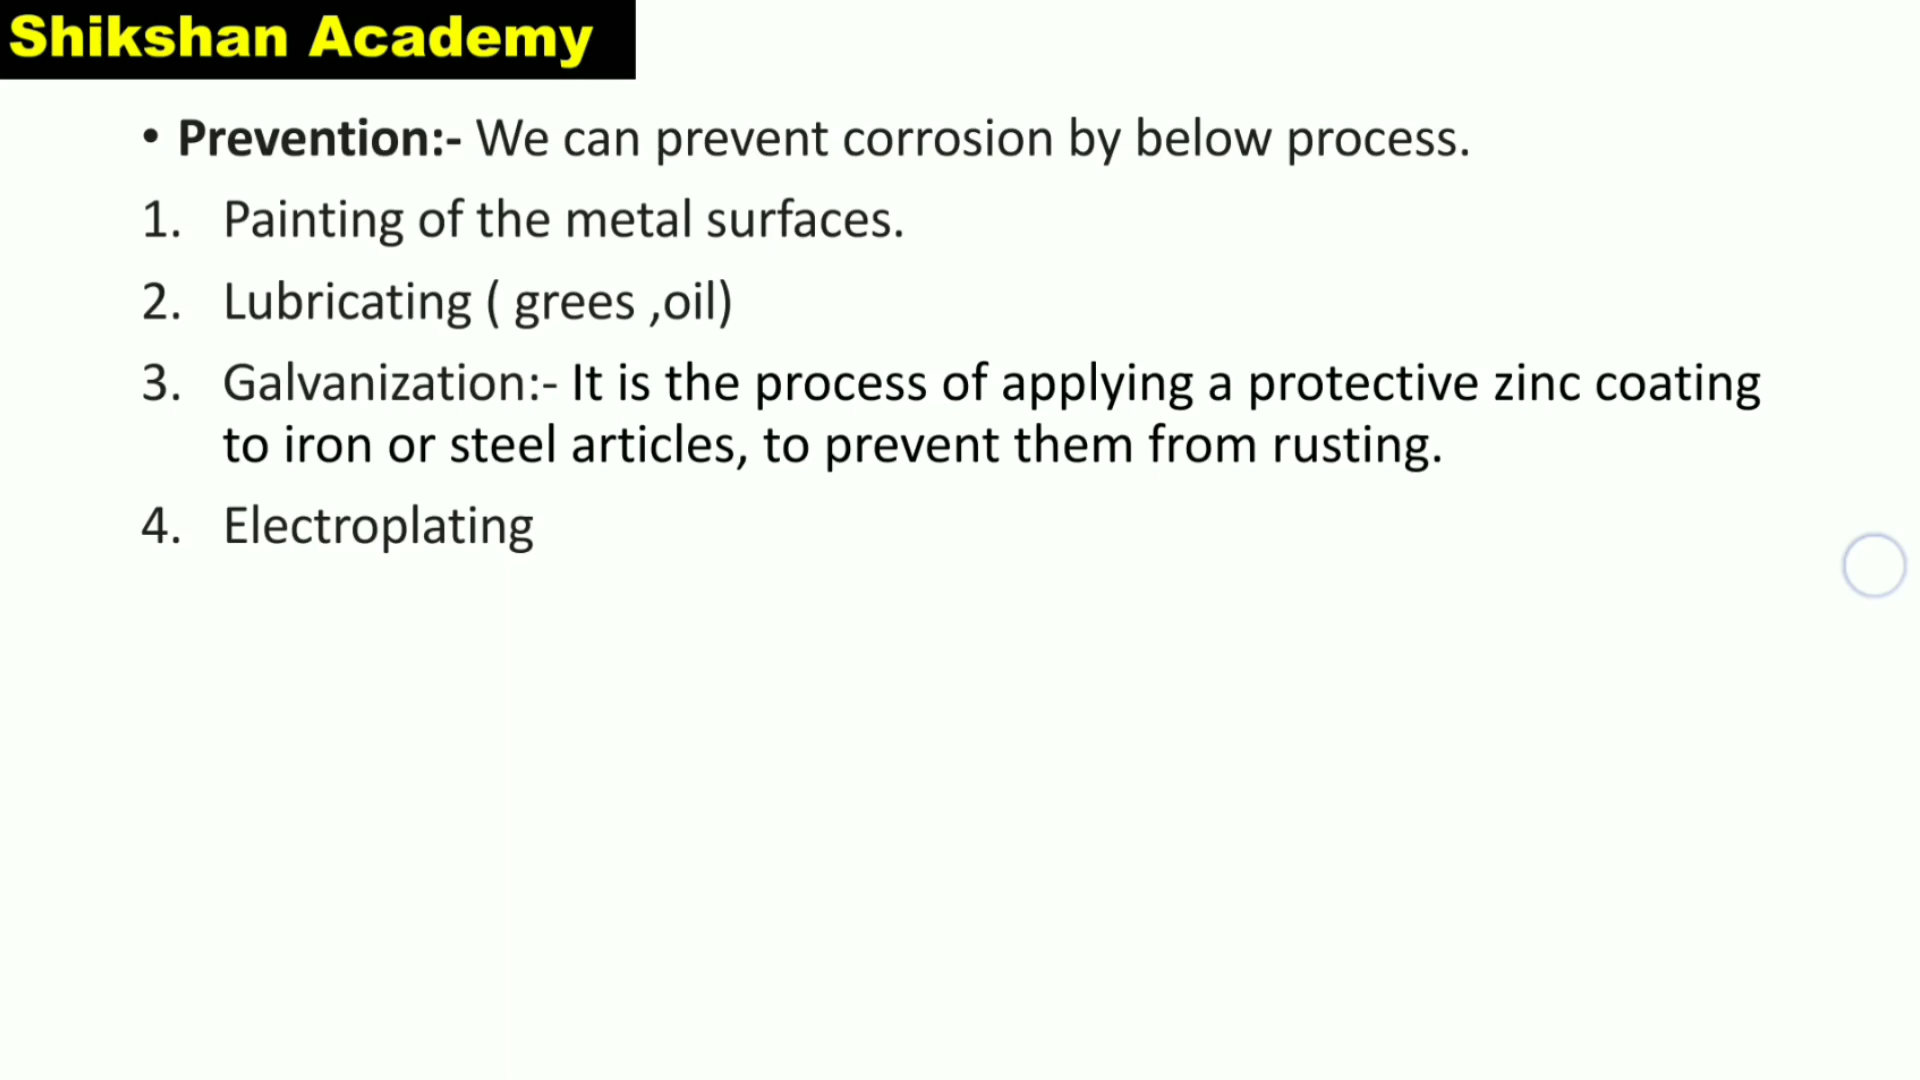 Shikshan Academy
• Prevention:- We can prevent corrosion by below process.
1. Painting of the metal surfaces.
2. Lubricating ( grees ,oil)
3. Galvanization:- It is the process of applying a protective zinc coating
to iron or steel articles, to prevent them from rusting.
4. Electroplating